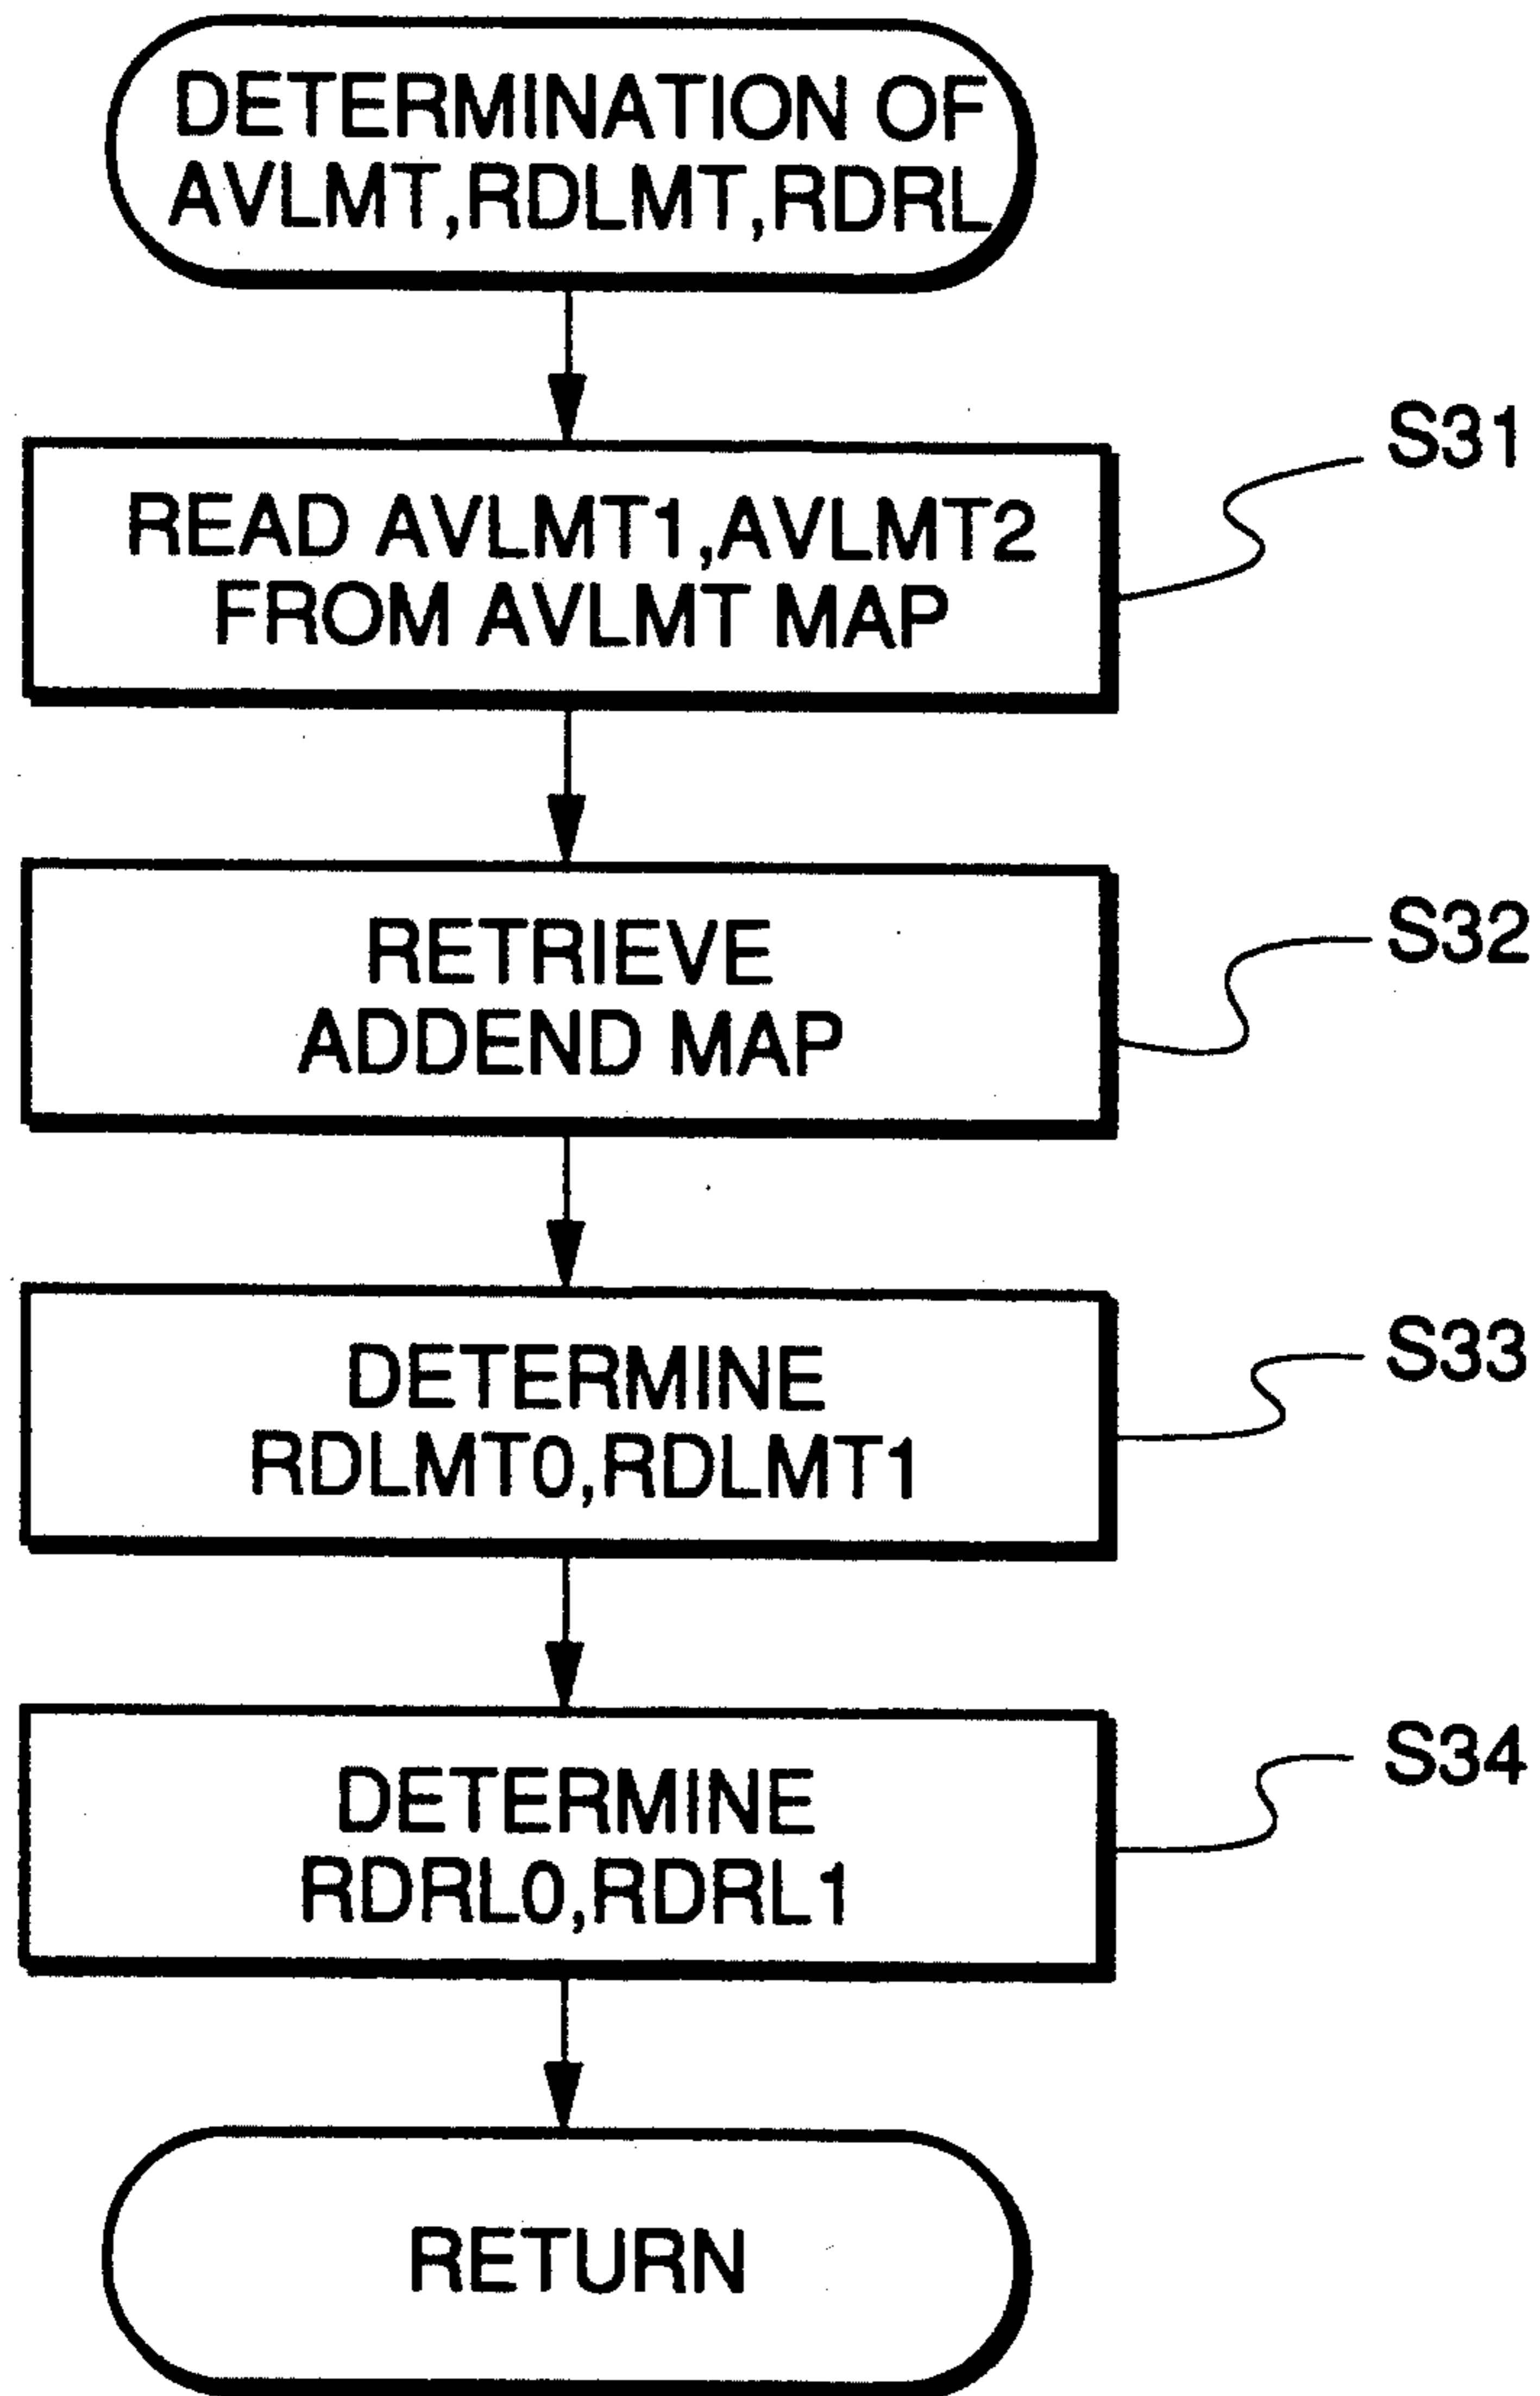 DETERMINATION OF
AVLMT,RDLMT,RDRL
S31
READ AVLMT1,AVLMT2
FROM AVLMT MAP
S32
RETRIEVE
ADDEND MAP
S33
DETERMINE
RDLMT0,RDLMT1
S34
DETERMINE
RDRL0,RDRL1
RETURN